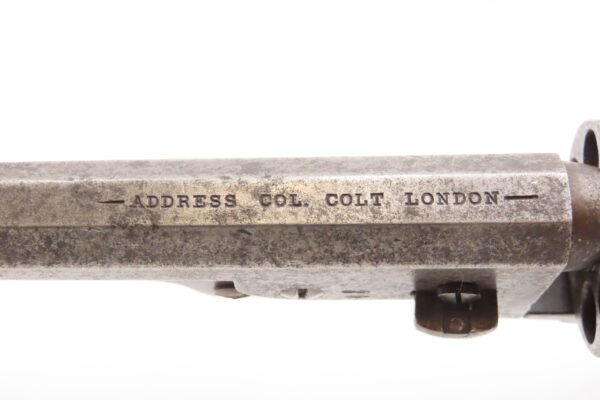 —ADDRESS COL. COLT LONDON—